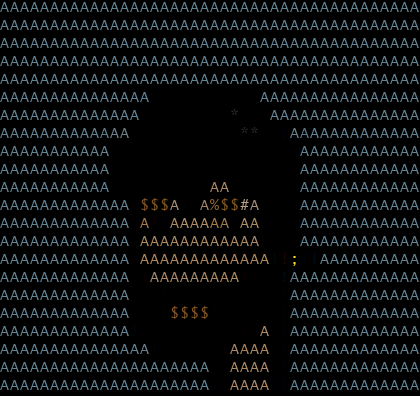 AAAAAAAAAAAAAAAAAAAAAAAAAAAAAAAAAAAAAAAAAA
AAAAAAAAAAAAAAAAAAAAAAAAAAAAAAAAAAAAAAAAAA
AAAAAAAAAAAAAAAAAAAAAAAAAAAAAAAAAAAAAAAAAA
AAAAAAAAAAAAAAAAAAAAAAAAAAAAAAAAAAAAAAAAAA
AAAAAAAAAAAAAAAAAAAAAAAAAAAAAAAAAAAAAAAAAA
AAAAAAAAAAAAAAA           AAAAAAAAAAAAAAAA
AAAAAAAAAAAAAA         *   AAAAAAAAAAAAAAA
AAAAAAAAAAAAA           **   AAAAAAAAAAAAA
AAAAAAAAAAA                   AAAAAAAAAAAA
AAAAAAAAAAA                   AAAAAAAAAAAA
AAAAAAAAAAA          AA       AAAAAAAAAAAA
AAAAAAAAAAAAA $$$A  A%$$#A    AAAAAAAAAAAA
AAAAAAAAAAAAA A  AAAAAA AA    AAAAAAAAAAAA
AAAAAAAAAAAAA AAAAAAAAAAAA    AAAAAAAAAAAA
AAAAAAAAAAAAA AAAAAAAAAAAAA  ;  AAAAAAAAAA
AAAAAAAAAAAAA  AAAAAAAAA     AAAAAAAAAAAAA
AAAAAAAAAAAAA                AAAAAAAAAAAAA
AAAAAAAAAAAAA    $$$$        AAAAAAAAAAAAA
AAAAAAAAAAAAA             A  AAAAAAAAAAAAA
AAAAAAAAAAAAAAA        AAAA  AAAAAAAAAAAAA
AAAAAAAAAAAAAAAAAAAAA  AAAA  AAAAAAAAAAAAA
AAAAAAAAAAAAAAAAAAAAA  AAAA  AAAAAAAAAAAAA